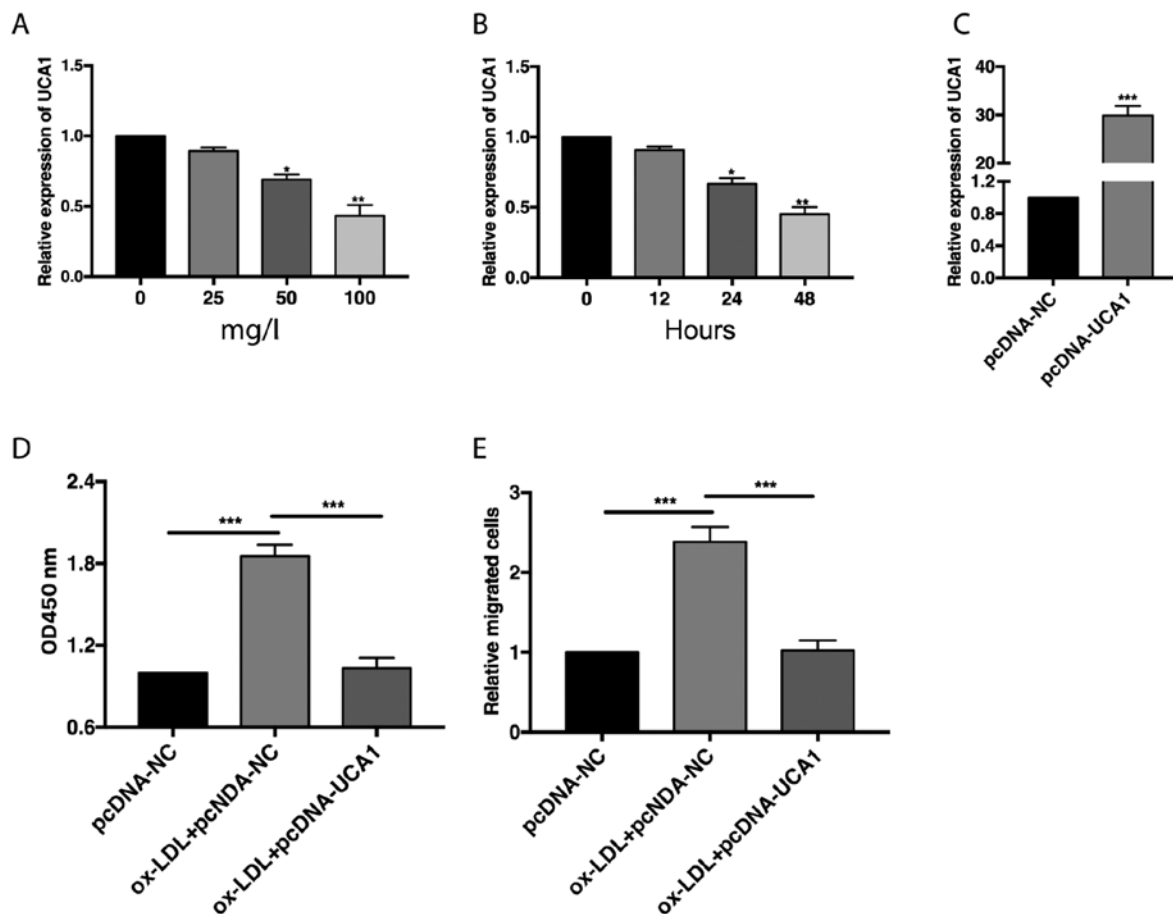 A
Relative expression of UCA1
1.5
1.0
0.5
0.0
*
**
0 25 50 100
mg/l
B
Relative expression of UCA1
1.5
1.0
0.5
0.0
*
**
0 12 24 48
Hours
C
Relative expression of UCA1
40
30
20
1.2
0.8
0.4
0.0
***
pcDNA-NC
pcDNA-UCA1
D
OD450 nm
2.4
1.8
1.2
0.6
***
***
pcDNA-NC
ox-LDL+pcNDA-NC
ox-LDL+pcDNA-UCA1
E
Relative migrated cells
3
2
1
0
***
***
pcDNA-NC
ox-LDL+pcNDA-NC
ox-LDL+pcDNA-UCA1